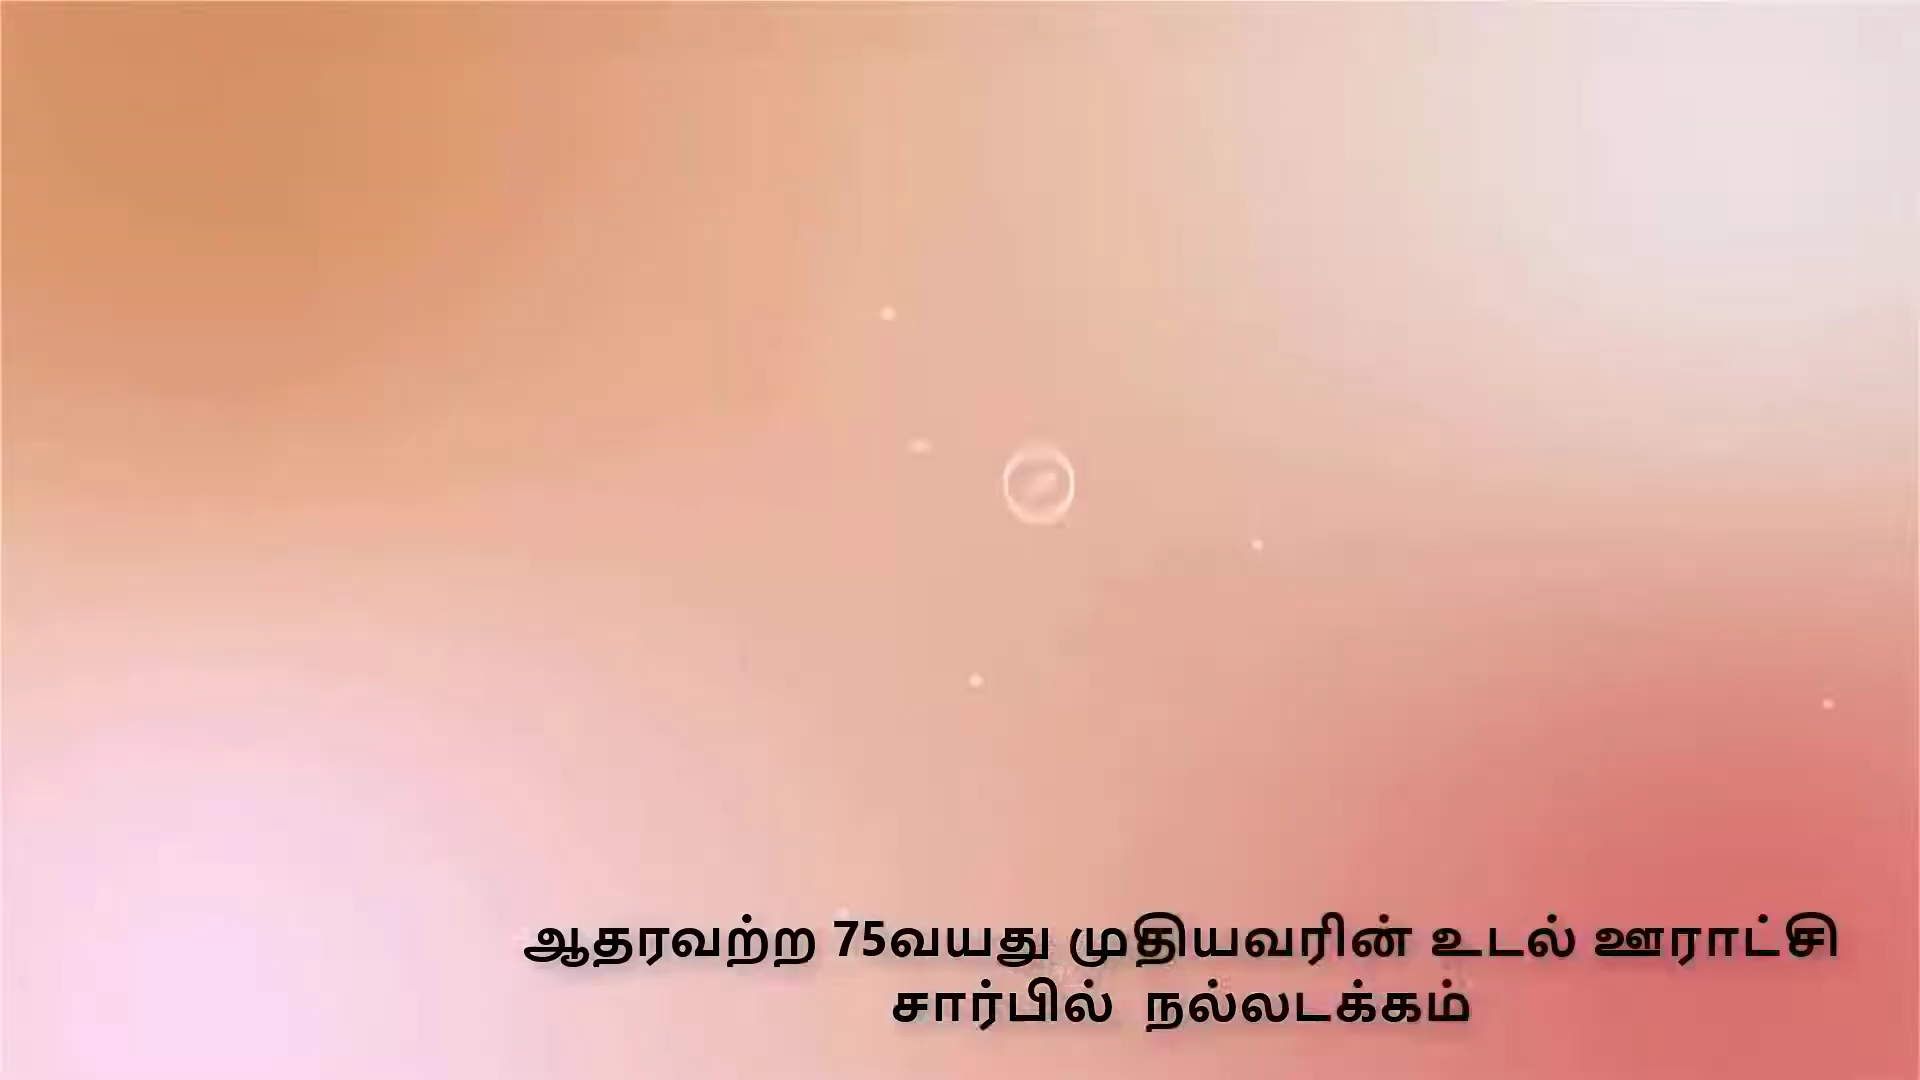 ஆதரவற்ற 75வயது முதியவரின் உடல் ஊராட்சி
சார்பில் நல்லடக்கம்